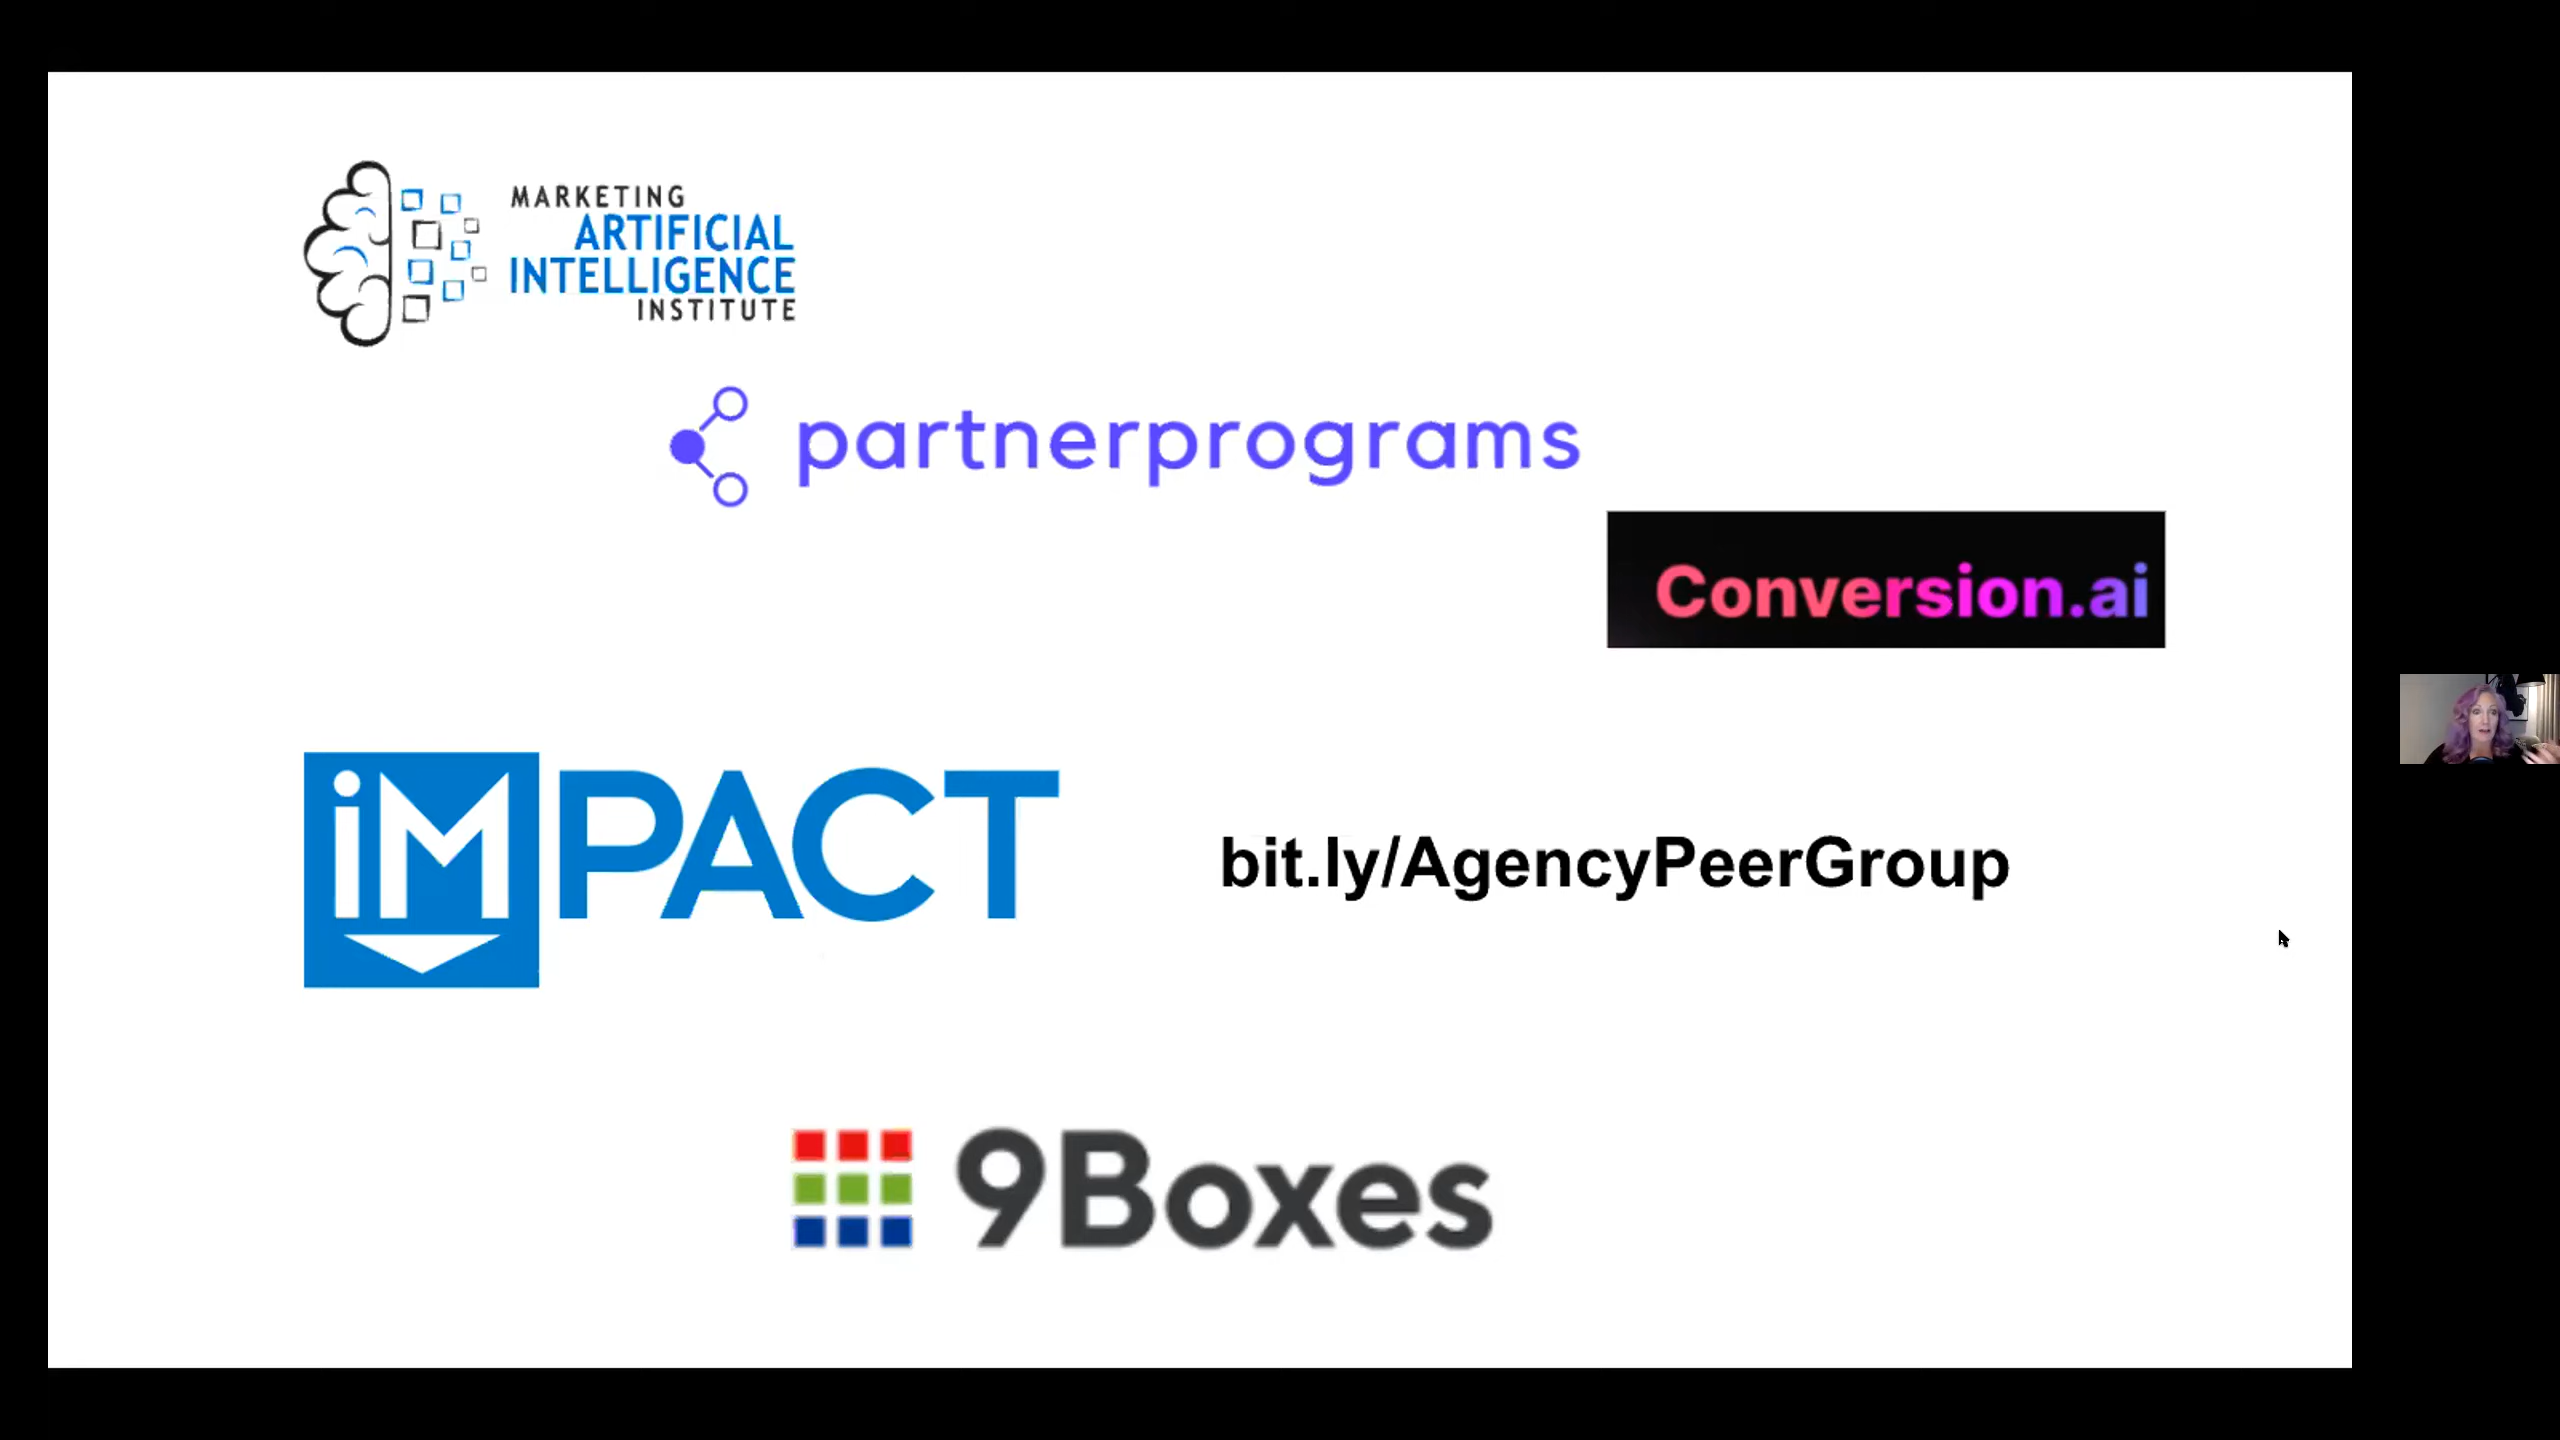 MARKETING
ARTIFICIAL
INTELLIGENCE
INSTITUTE
partnerprograms
Conversion.ai
iMPACT
bit.ly/AgencyPeerGroup
9Boxes